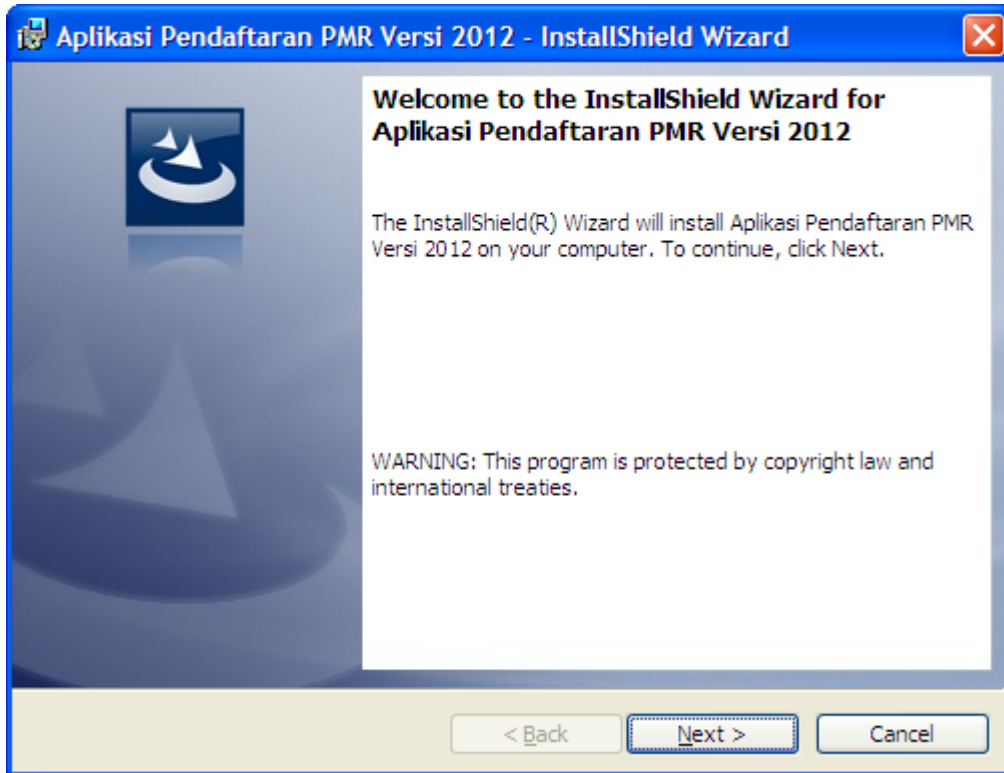 Aplikasi Pendaftaran PMR Versi 2012 - InstallShield Wizard
Welcome to the InstallShield Wizard for
Aplikasi Pendaftaran PMR Versi 2012
The InstallShield(R) Wizard will install Aplikasi Pendaftaran PMR
Versi 2012 on your computer. To continue, click Next.
WARNING: This program is protected by copyright law and
international treaties.
< Back Next > Cancel